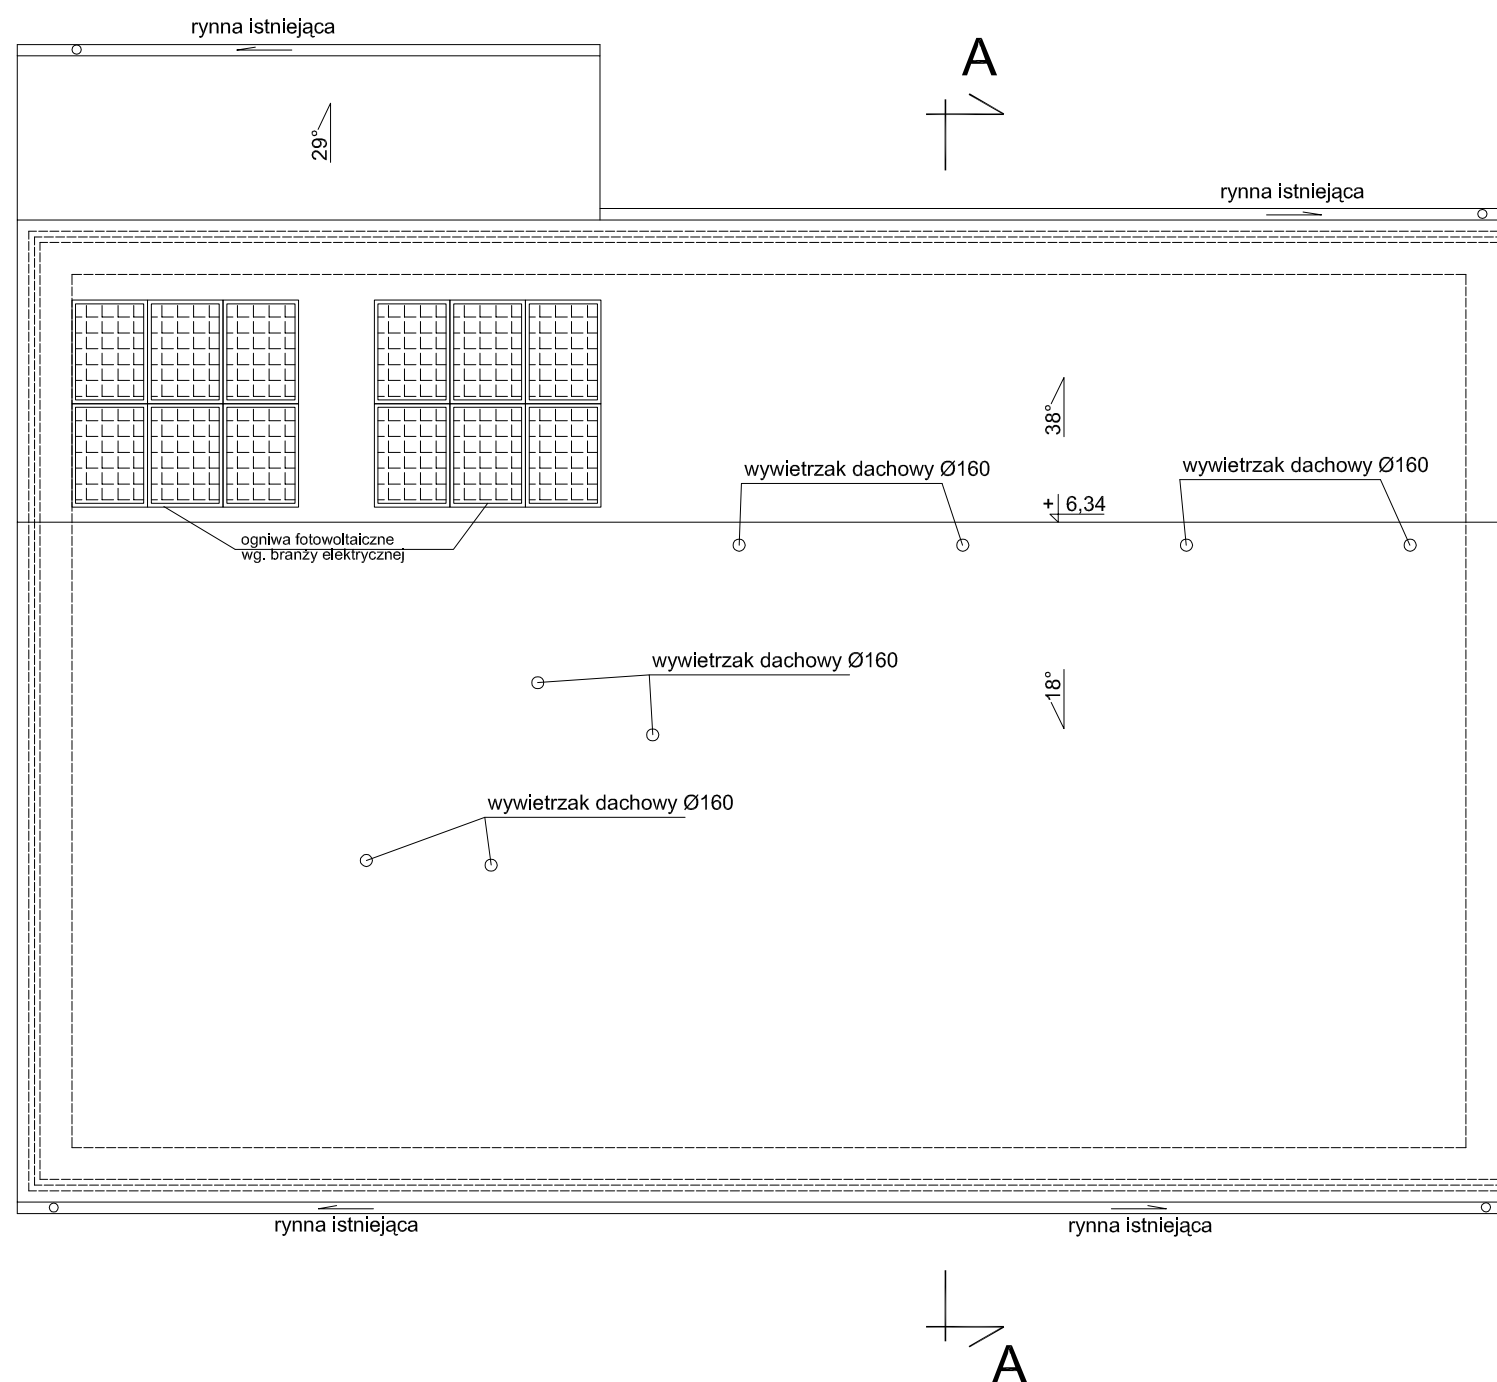 rynna istniejąca
A
29°
rynna istniejąca
38°
wywietrzak dachowy Ø160
wywietrzak dachowy Ø160
+ 6,34
ogniwa fotowoltaiczne
wg. branży elektrycznej
wywietrzak dachowy Ø160
18°
wywietrzak dachowy Ø160
rynna istniejąca
rynna istniejąca
A